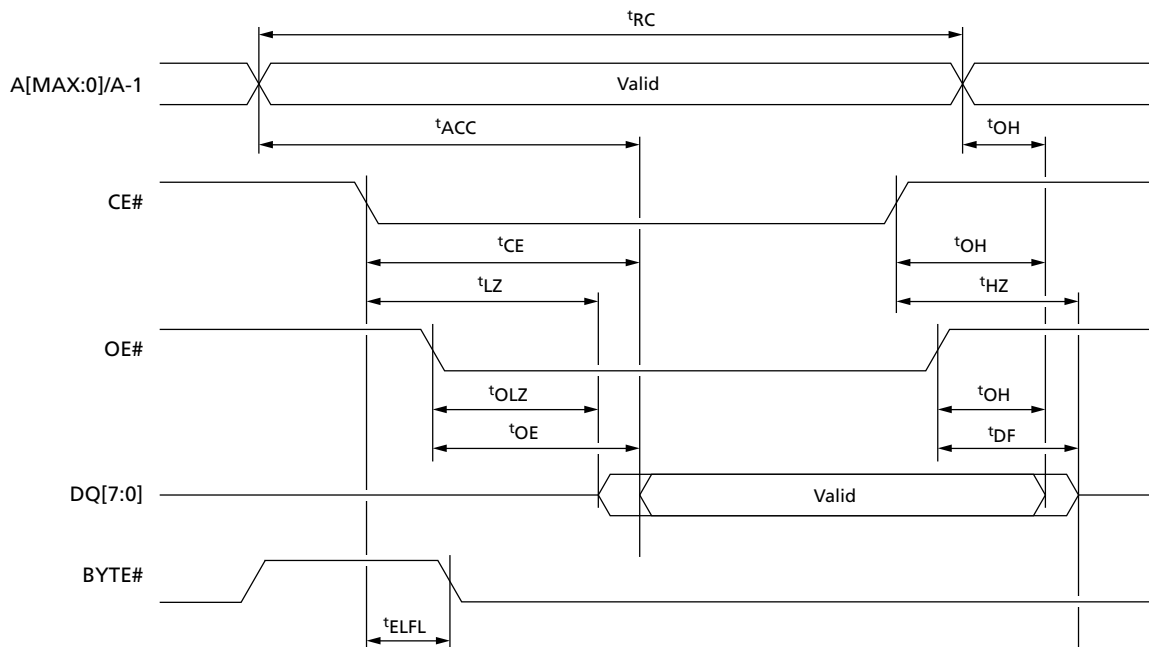 tRC
A[MAX:0]/A-1
Valid
tACC
tOH
CE#
tCE
tOH
tLZ
tHZ
OE#
tOLZ
tOH
tOE
tDF
DQ[7:0]
Valid
BYTE#
tELFL